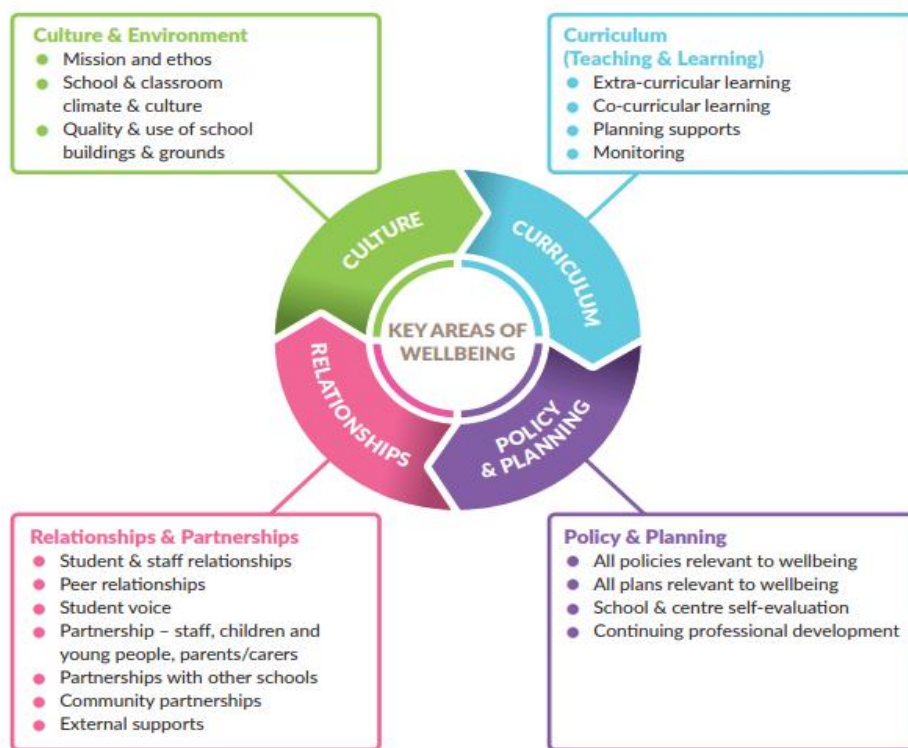 Culture & Environment
Mission and ethos
School & classroom
climate & culture
Quality & use of school
buildings & grounds
Curriculum
(Teaching & Learning)
Extra-curricular learning
Co-curricular learning
Planning supports
Monitoring
CULTURE
CURRICULUM
KEY AREAS OF
WELLBEING
RELATIONSHIPS
POLICY
& PLANNING
Relationships & Partnerships
Student & staff relationships
Peer relationships
Student voice
Partnership – staff, children and
young people, parents/carers
Partnerships with other schools
Community partnerships
External supports
Policy & Planning
All policies relevant to wellbeing
All plans relevant to wellbeing
School & centre self-evaluation
Continuing professional development